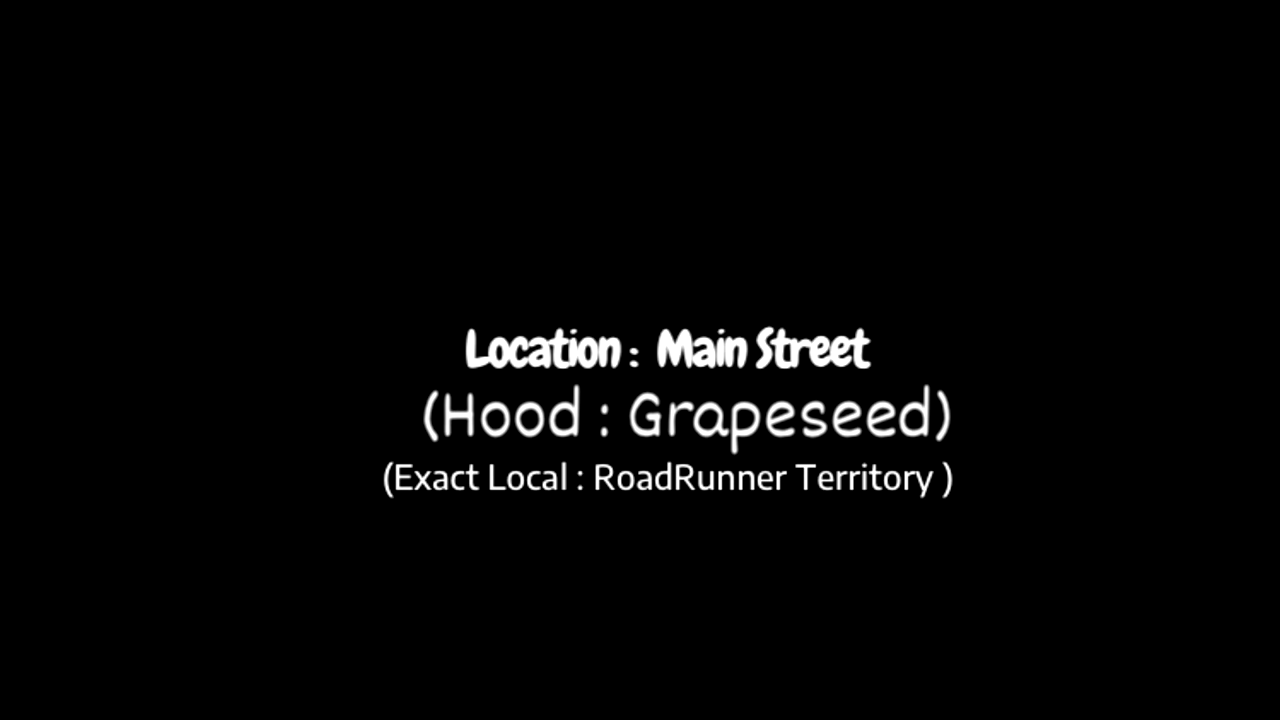 Location : Main Street
(Hood : Grapeseed)
(Exact Local : RoadRunner Territory )